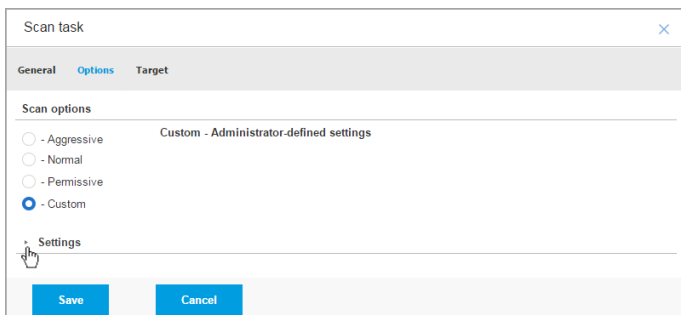 Scan task
General Options Target
Scan options
- Aggressive
Custom - Administrator-defined settings
- Normal
- Permissive
- Custom
Settings
Save Cancel